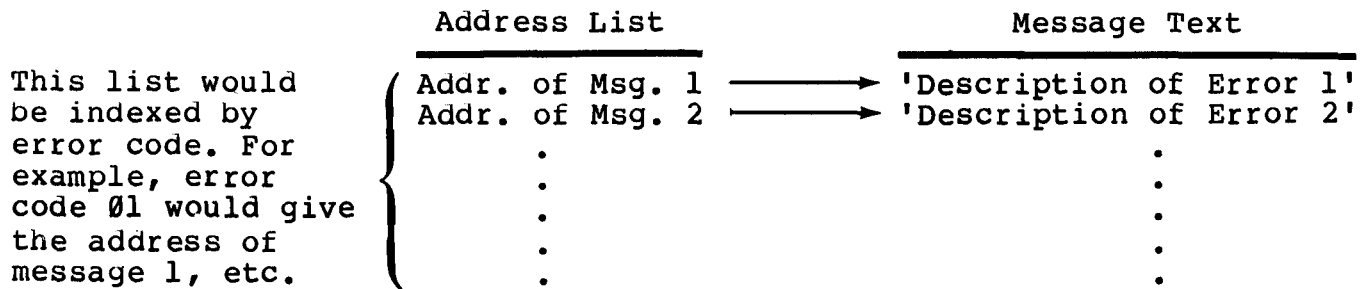 Address List
Message Text
This list would
be indexed by
error code. For
example, error
code Ø1 would give
the address of
message 1, etc.
Addr. of Msg. 1
Addr. of Msg. 2
.
.
.
.
.
'Description of Error 1'
'Description of Error 2'
.
.
.
.
.